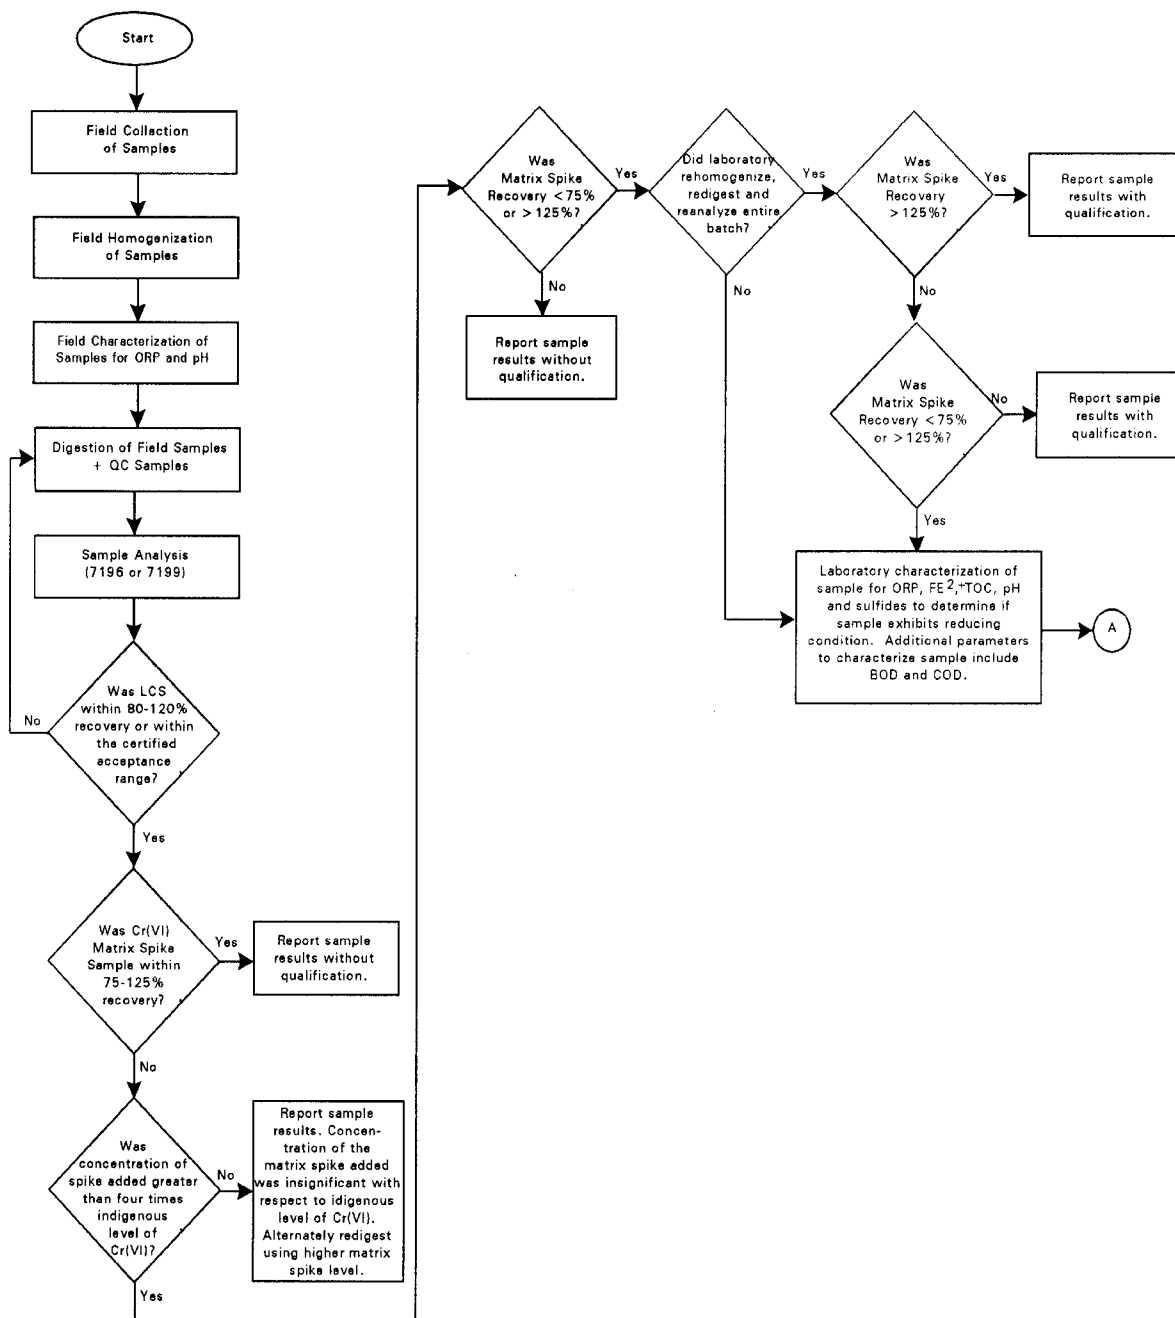 Start
Field Collection
of Samples
Field Homogenization
of Samples
Field Characterization of
Samples for ORP and pH
Digestion of Field Samples
+ QC Samples
Sample Analysis
(7196 or 7199)
Was LCS
within 80-120%
recovery or within
the certified
acceptance
range?
No
Yes
Was Cr(VI)
Matrix Spike
Sample within
75-125%
recovery?
Yes
Report sample
results without
qualification.
No
Was
concentration of
spike added greater
than four times
indigenous
level of
Cr(VI)?
No
Report sample
results. Concen-
tration of the
matrix spike added
was insignificant with
respect to idigenous
level of Cr(VI).
Alternately redigest
using higher matrix
spike level.
Yes
Was
Matrix Spike
Recovery <75%
or >125%?
Yes
No
Report sample
results without
qualification.
Did laboratory
rehomogenize,
redigest and
reanalyze entire
batch?
Yes
No
Was
Matrix Spike
Recovery
>125%?
Yes
Report sample
results with
qualification.
No
Was
Matrix Spike
Recovery <75%
or >125%?
No
Report sample
results with
qualification.
Yes
Laboratory characterization of
sample for ORP, FE2,+TOC, pH
and sulfides to determine if
sample exhibits reducing
condition. Additional parameters
to characterize sample include
BOD and COD.
A